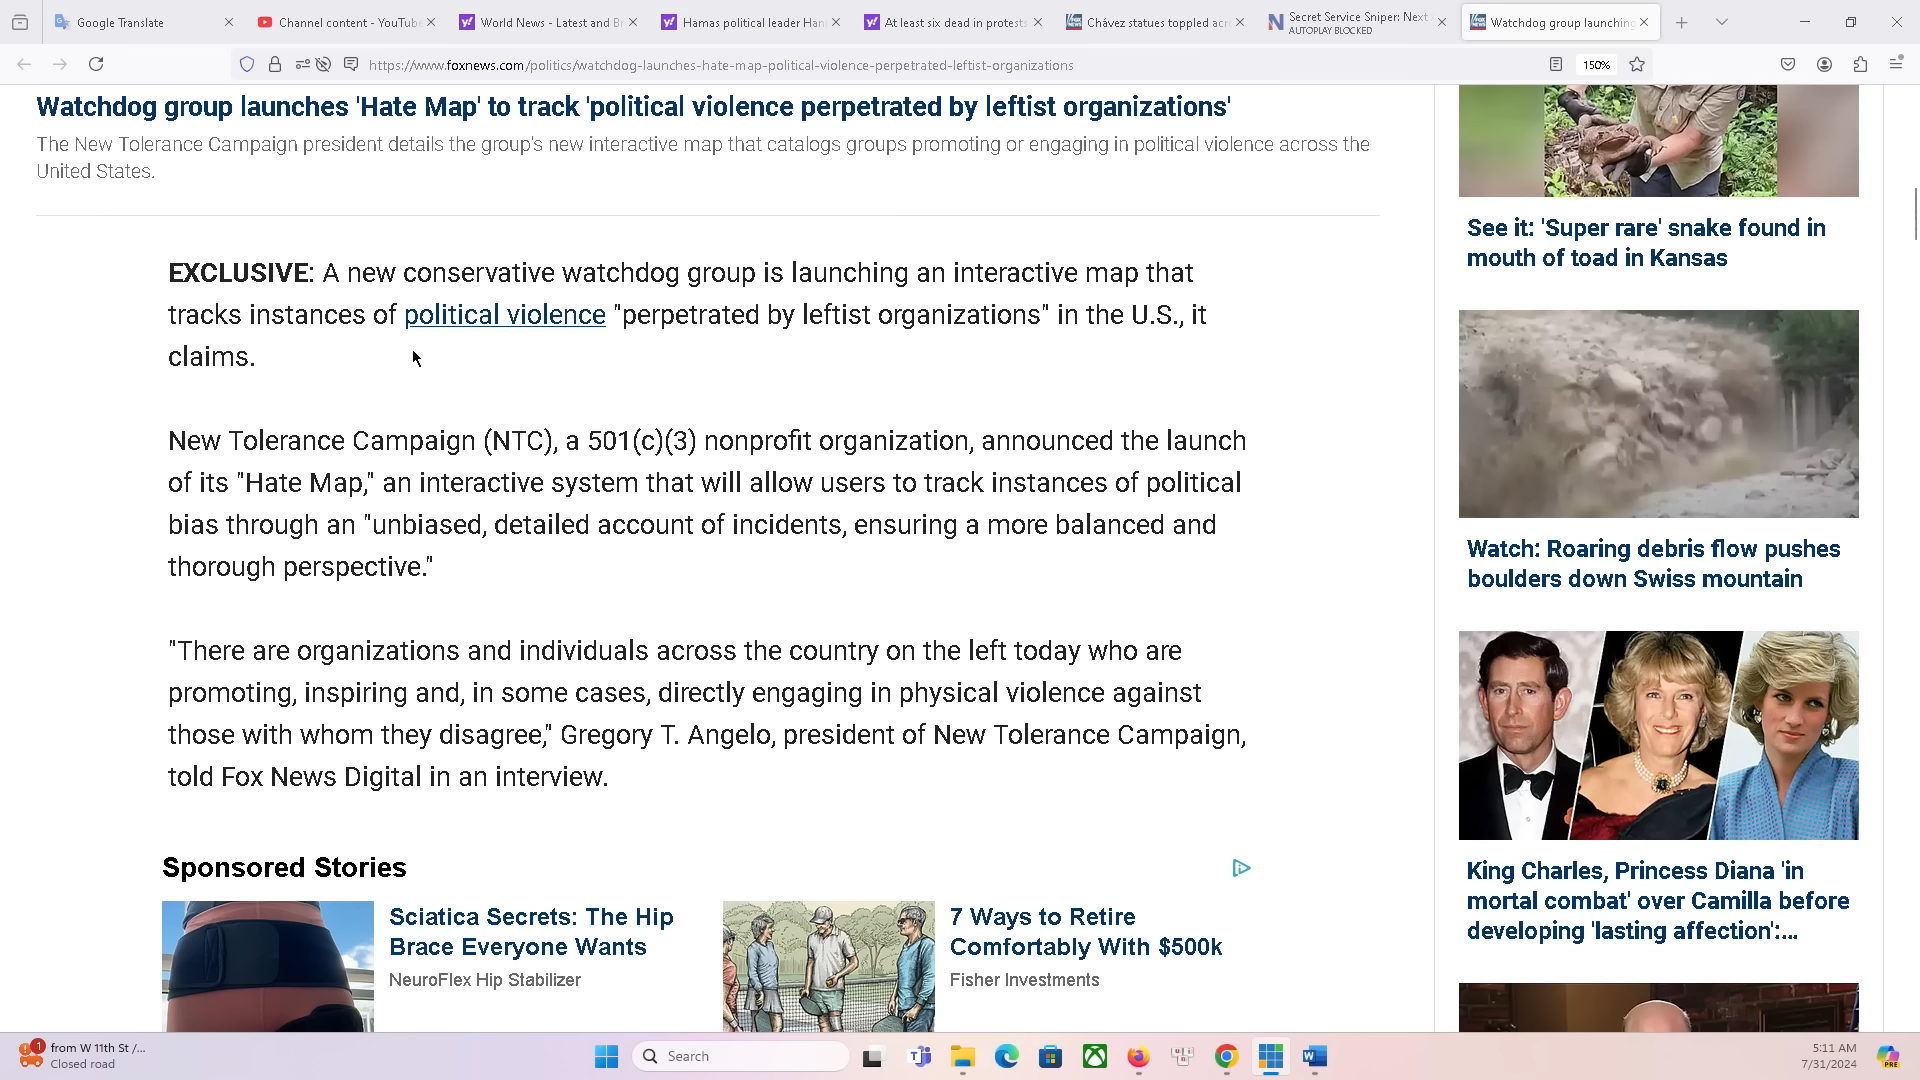 Google Translate
Channel content - YouTube
World News - Latest and Br
Hamas political leader Han
At least six dead in protests
Chávez statues toppled acr
Secret Service Sniper: Next
AUTOPLAY BLOCKED
Watchdog group launching
https://www.foxnews.com/politics/watchdog-launches-hate-map-political-violence-perpetrated-leftist-organizations
150%
Watchdog group launches 'Hate Map' to track 'political violence perpetrated by leftist organizations'
The New Tolerance Campaign president details the group's new interactive map that catalogs groups promoting or engaging in political violence across the
United States.
EXCLUSIVE: A new conservative watchdog group is launching an interactive map that
tracks instances of political violence "perpetrated by leftist organizations" in the U.S., it
claims.
New Tolerance Campaign (NTC), a 501(c)(3) nonprofit organization, announced the launch
of its "Hate Map," an interactive system that will allow users to track instances of political
bias through an "unbiased, detailed account of incidents, ensuring a more balanced and
thorough perspective."
"There are organizations and individuals across the country on the left today who are
promoting, inspiring and, in some cases, directly engaging in physical violence against
those with whom they disagree," Gregory T. Angelo, president of New Tolerance Campaign,
told Fox News Digital in an interview.
Sponsored Stories
Sciatica Secrets: The Hip
Brace Everyone Wants
NeuroFlex Hip Stabilizer
7 Ways to Retire
Comfortably With $500k
Fisher Investments
See it: 'Super rare' snake found in
mouth of toad in Kansas
Watch: Roaring debris flow pushes
boulders down Swiss mountain
King Charles, Princess Diana 'in
mortal combat' over Camilla before
developing 'lasting affection':...
1
from W 11th St /...
Closed road
Search
5:11 AM
7/31/2024
PRE